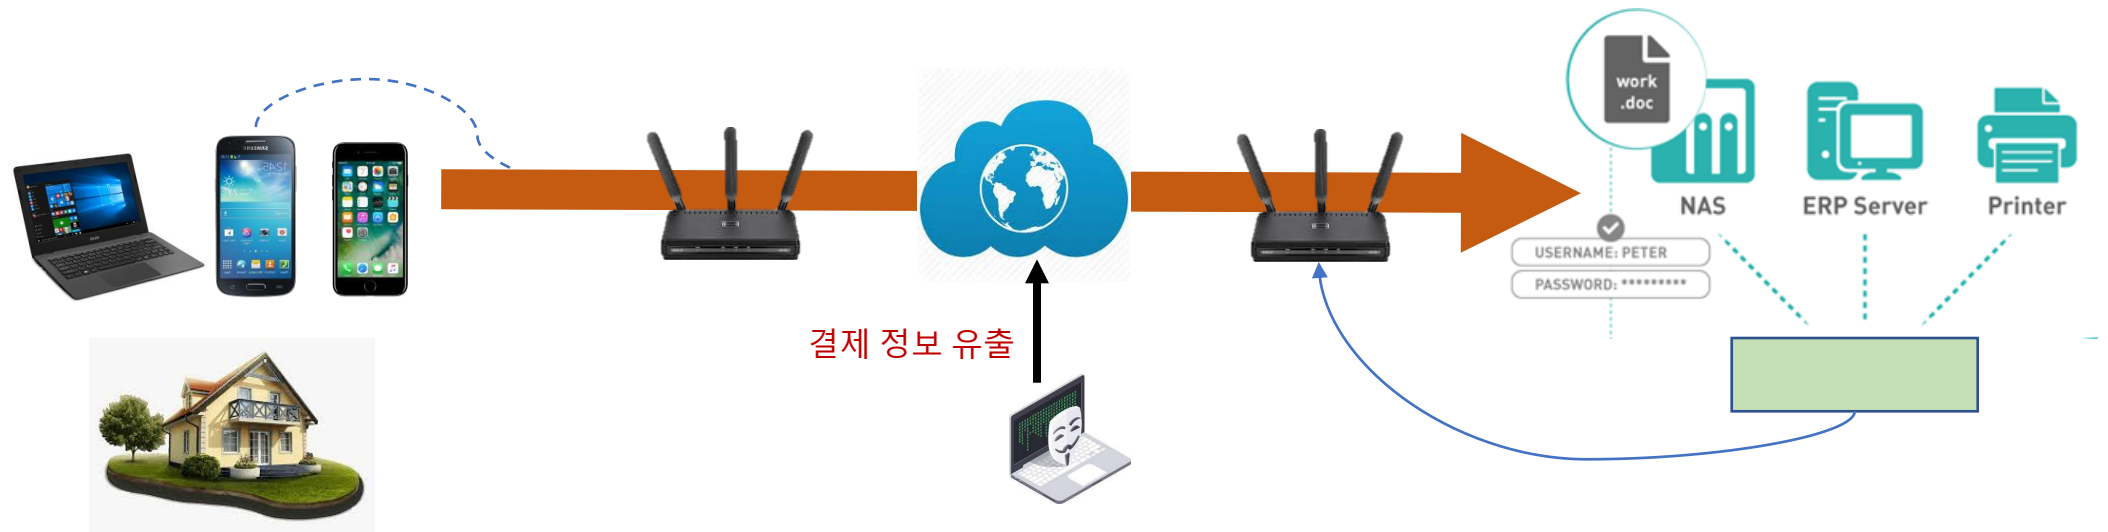 work
.doc
NAS
ERP Server
Printer
USERNAME: PETER
PASSWORD: *********
결제 정보 유출